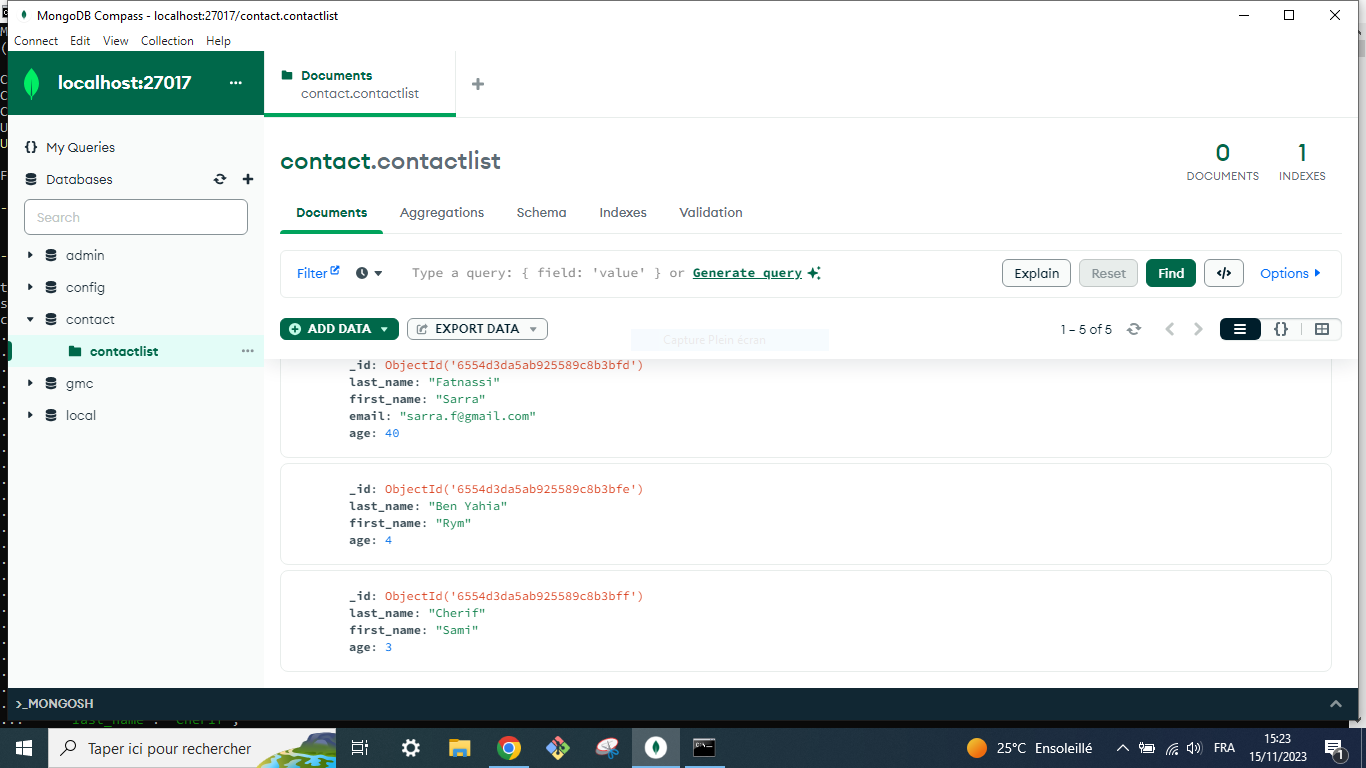 MongoDB Compass - localhost:27017/contact.contactlist
Connect Edit View Collection Help
localhost:27017
...
Documents
contact.contactlist
+
My Queries
Databases
Search
admin
config
contact
contactlist
...
gmc
local
contact.contactlist
0
DOCUMENTS
1
INDEXES
Documents Aggregations Schema Indexes Validation
Filter
Type a query: { field: 'value' } or Generate query
Explain Reset Find </> Options
ADD DATA
EXPORT DATA
1 – 5 of 5
{}
Capture Plein écran
_id: ObjectId('6554d3da5ab925589c8b3bfd')
last_name: "Fatnassi"
first_name: "Sarra"
email: "sarra.f@gmail.com"
age: 40
_id: ObjectId('6554d3da5ab925589c8b3bfe')
last_name: "Ben Yahia"
first_name: "Rym"
age: 4
_id: ObjectId('6554d3da5ab925589c8b3bff')
last_name: "Cherif"
first_name: "Sami"
age: 3
>_MONGOSH
Taper ici pour rechercher
25°C Ensoleillé
FRA
15:23
15/11/2023
1